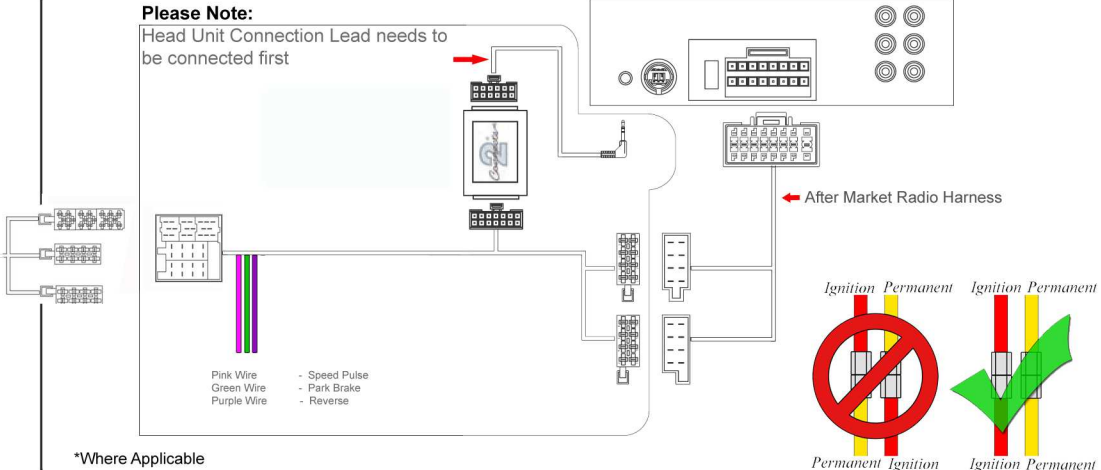 Please Note:
Head Unit Connection Lead needs to
be connected first
After Market Radio Harness
Ignition Permanent Ignition Permanent
Pink Wire - Speed Pulse
Green Wire - Park Brake
Purple Wire - Reverse
Permanent Ignition Ignition Permanent
*Where Applicable